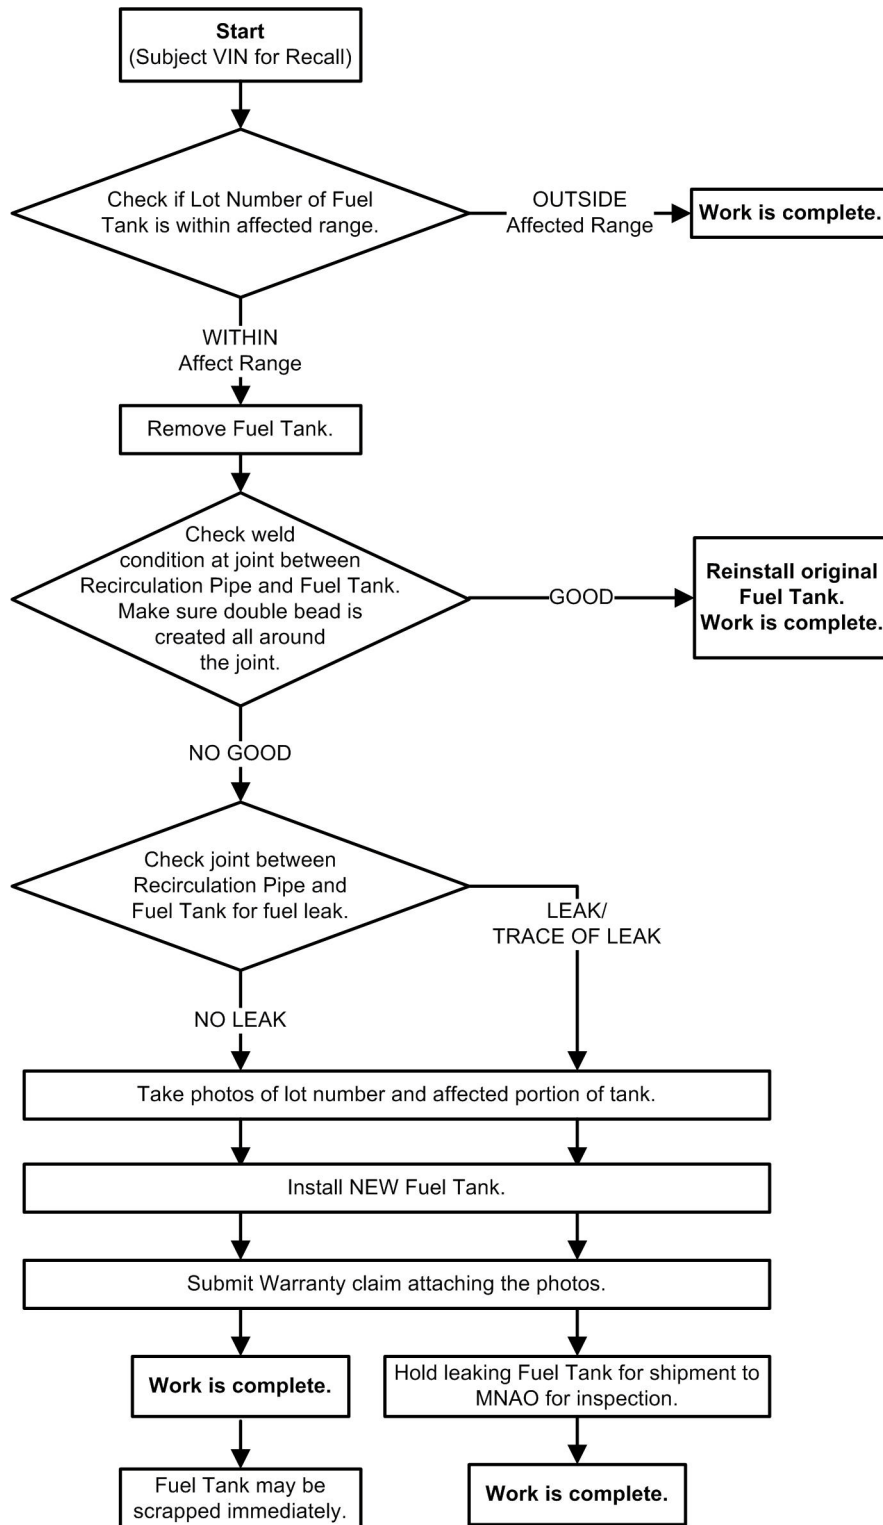 Start
(Subject VIN for Recall)
Check if Lot Number of Fuel
Tank is within affected range.
OUTSIDE
Affected Range
Work is complete.
WITHIN
Affect Range
Remove Fuel Tank.
Check weld
condition at joint between
Recirculation Pipe and Fuel Tank.
Make sure double bead is
created all around
the joint.
GOOD
Reinstall original
Fuel Tank.
Work is complete.
NO GOOD
Check joint between
Recirculation Pipe and
Fuel Tank for fuel leak.
LEAK/
TRACE OF LEAK
NO LEAK
Take photos of lot number and affected portion of tank.
Install NEW Fuel Tank.
Submit Warranty claim attaching the photos.
Work is complete.
Hold leaking Fuel Tank for shipment to
MNAO for inspection.
Fuel Tank may be
scrapped immediately.
Work is complete.